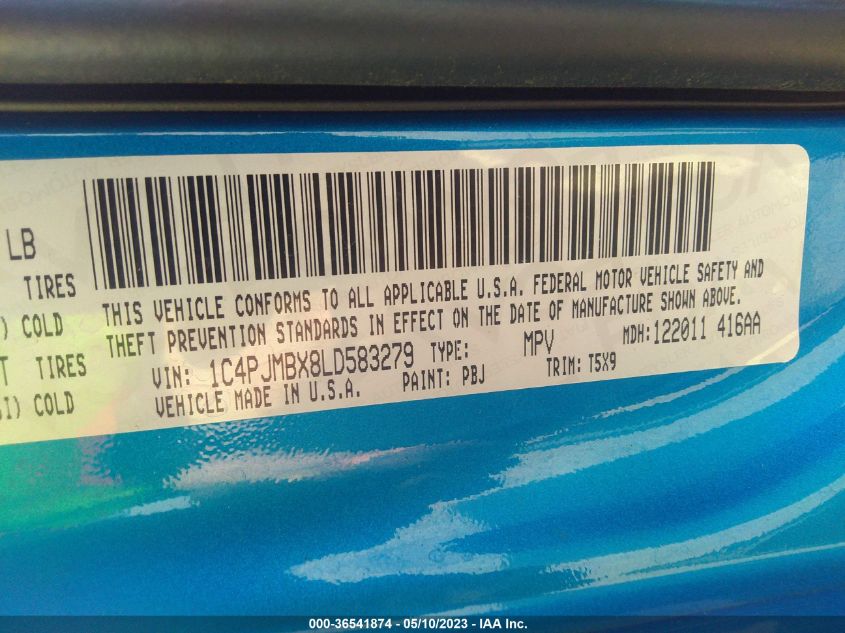 LB
TIRES
) COLD
TIRES
I) COLD
THIS VEHICLE CONFORMS TO ALL APPLICABLE U.S.A. FEDERAL MOTOR VEHICLE SAFETY AND
THEFT PREVENTION STANDARDS IN EFFECT ON THE DATE OF MANUFACTURE SHOWN ABOVE.
VIN: 1C4PJMBX8LD583279 TYPE: MPV MDH:122011 416AA
VEHICLE MADE IN U.S.A. PAINT: PBJ TRIM: T5X9
000-36541874 — 05/10/2023 — IAA Inc.